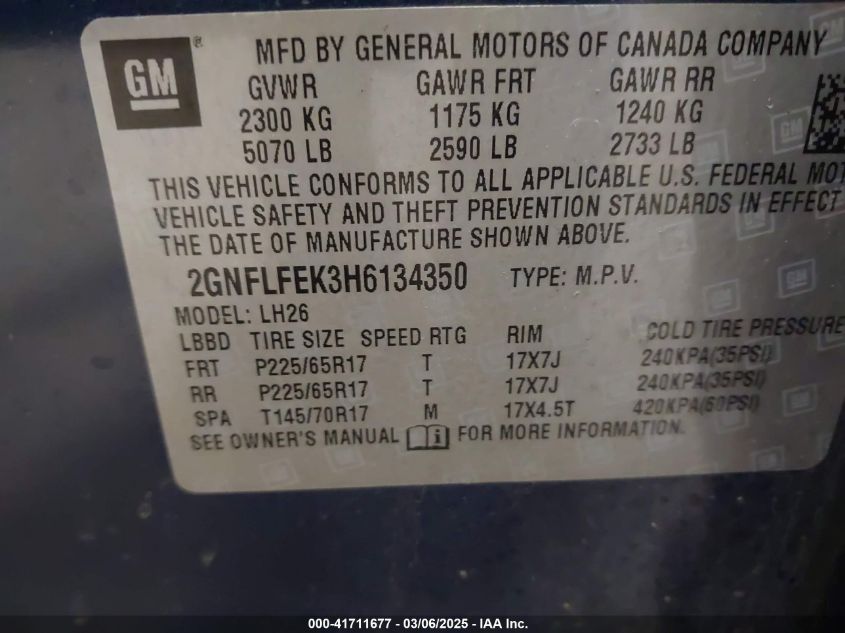 GM ®
MFD BY GENERAL MOTORS OF CANADA COMPANY
GVWR GAWR FRT GAWR RR
2300 KG 1175 KG 1240 KG
5070 LB 2590 LB 2733 LB
THIS VEHICLE CONFORMS TO ALL APPLICABLE U.S. FEDERAL MOT
VEHICLE SAFETY AND THEFT PREVENTION STANDARDS IN EFFECT
THE DATE OF MANUFACTURE SHOWN ABOVE.
2GNFLFEK3H6134350 TYPE: M.P.V.
MODEL: LH26
LBBD TIRE SIZE SPEED RTG RIM COLD TIRE PRESSURE
FRT P225/65R17 T 17X7J 240KPA(35PSI)
RR P225/65R17 T 17X7J 240KPA(35PSI)
SPA T145/70R17 M 17X4.5T 420KPA(60PSI)
SEE OWNER'S MANUAL FOR MORE INFORMATION.
000-41711677 - 03/06/2025 - IAA Inc.